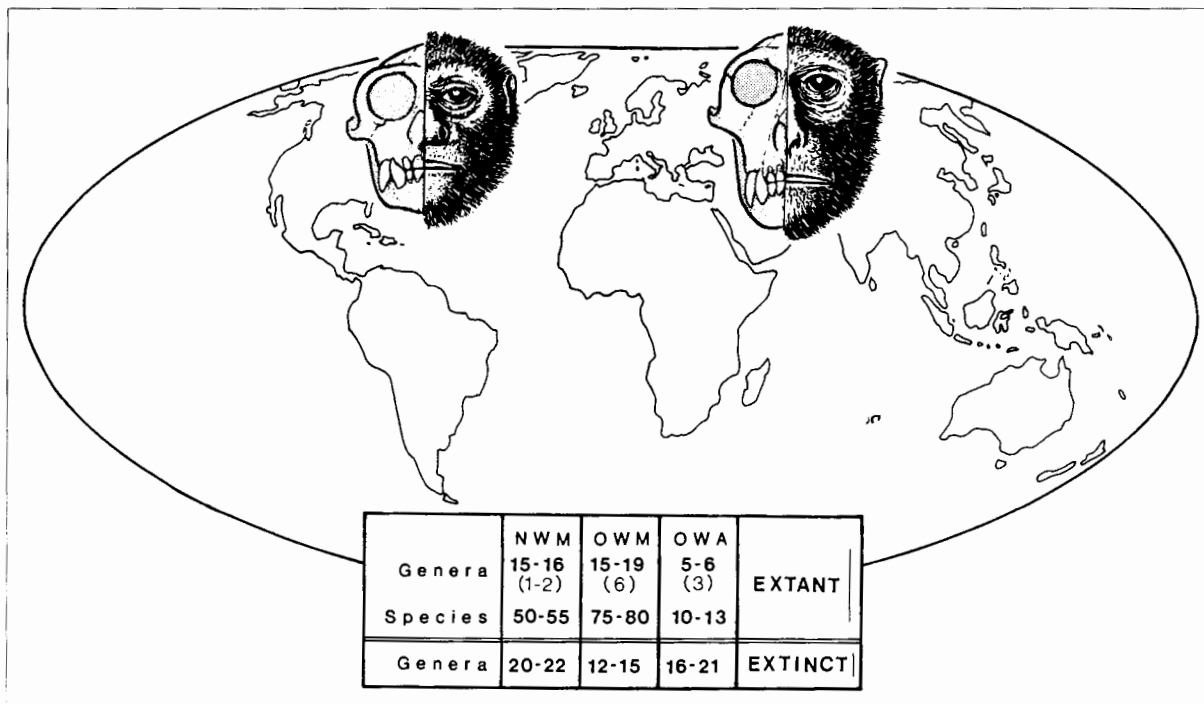 NWM OWM OWA
Genera 15-16 15-19 5-6 EXTANT
(1-2) (6) (3)
Species 50-55 75-80 10-13
Genera 20-22 12-15 16-21 EXTINCT